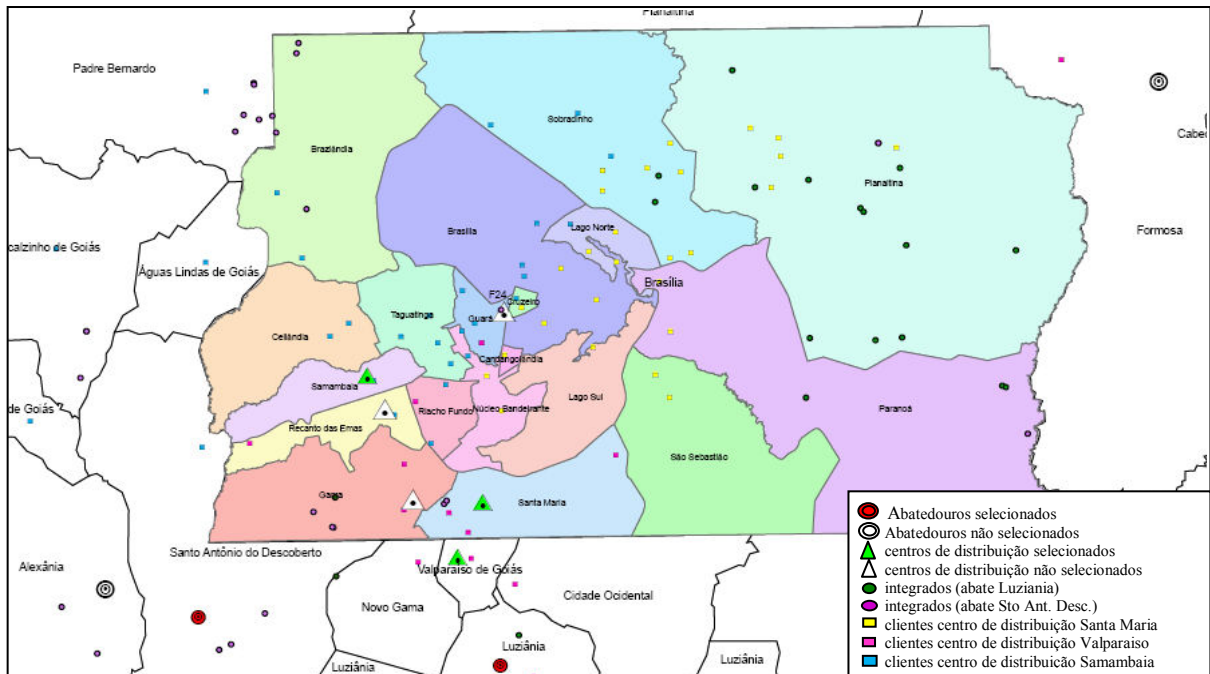 Planaltina
Padre Bernardo
Sobradinho
Cabe
Brazlândia
Planaltina
Formosa
Brasília
Lago Norte
calzinho de Goiás
Águas Lindas de Goiás
Brasília
F24
Cruzeiro
Taguatinga
Guará
Ceilândia
Candangolândia
Samambaia
Lago Sul
de Goiás
Riacho Fundo
Núcleo Bandeirante
Paranoá
Recanto das Emas
São Sebastião
Gama
Santa Maria
Santo Antônio do Descoberto
Alexânia
Valparaíso de Goiás
Novo Gama
Cidade Ocidental
Luziânia
Luziânia
Luziânia
Abatedouros selecionados
Abatedouros não selecionados
centros de distribuição selecionados
centros de distribuição não selecionados
integrados (abate Luziania)
integrados (abate Sto Ant. Desc.)
clientes centro de distribuição Santa Maria
clientes centro de distribuição Valparaiso
clientes centro de distribuição Samambaia